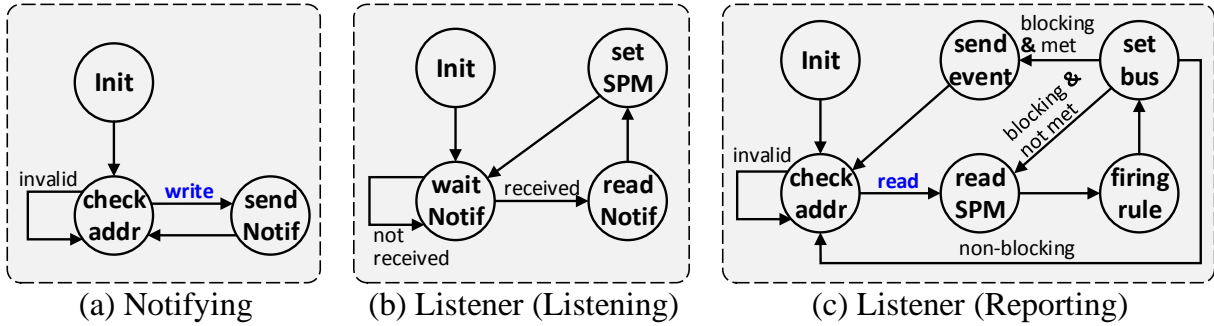 Init
invalid
check
addr
write
send
Notif
(a) Notifying
Init
set
SPM
wait
Notif
received
read
Notif
not
received
(b) Listener (Listening)
Init
send
event
blocking
& met
set
bus
blocking &
not met
invalid
check
addr
read
read
SPM
firing
rule
non-blocking
(c) Listener (Reporting)